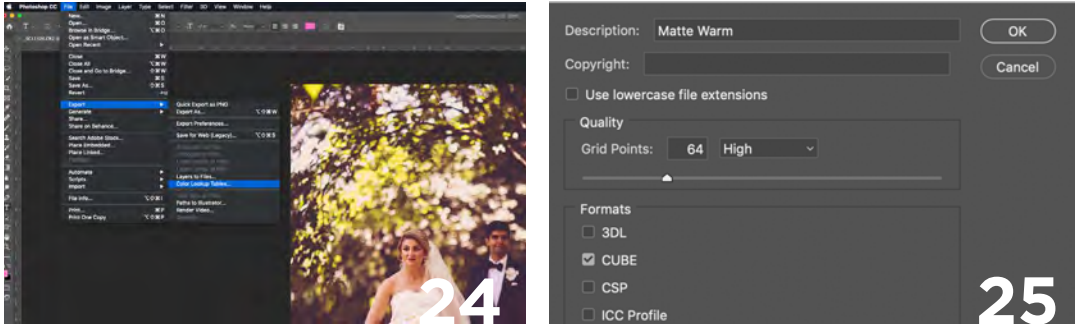 Photoshop CC File Edit Image Layer Type Select Filter 3D View Window Help
New... ⌘N
Open... ⌘O
Browse in Bridge... ⌥⌘O
Open as Smart Object...
Open Recent
Close ⌘W
Close All ⌥⌘W
Close and Go to Bridge... ⇧⌘W
Save ⌘S
Save As... ⇧⌘S
Revert
Export
Quick Export as PNG
Generate
Export As... ⌥⇧⌘W
Share...
Share on Behance...
Export Preferences...
Search Adobe Stock...
Save for Web (Legacy)... ⌥⇧⌘S
Place Embedded...
Place Linked...
Automate
Layers to Files...
Scripts
Color Lookup Tables...
Import
File Info... ⌥⇧⌘I
Paths to Illustrator...
Render Video...
Print... ⌘P
Print One Copy ⌥⇧⌘P
24
Description: Matte Warm
OK
Copyright:
Cancel
Use lowercase file extensions
Quality
Grid Points: 64 High
Formats
3DL
CUBE
CSP
ICC Profile
25